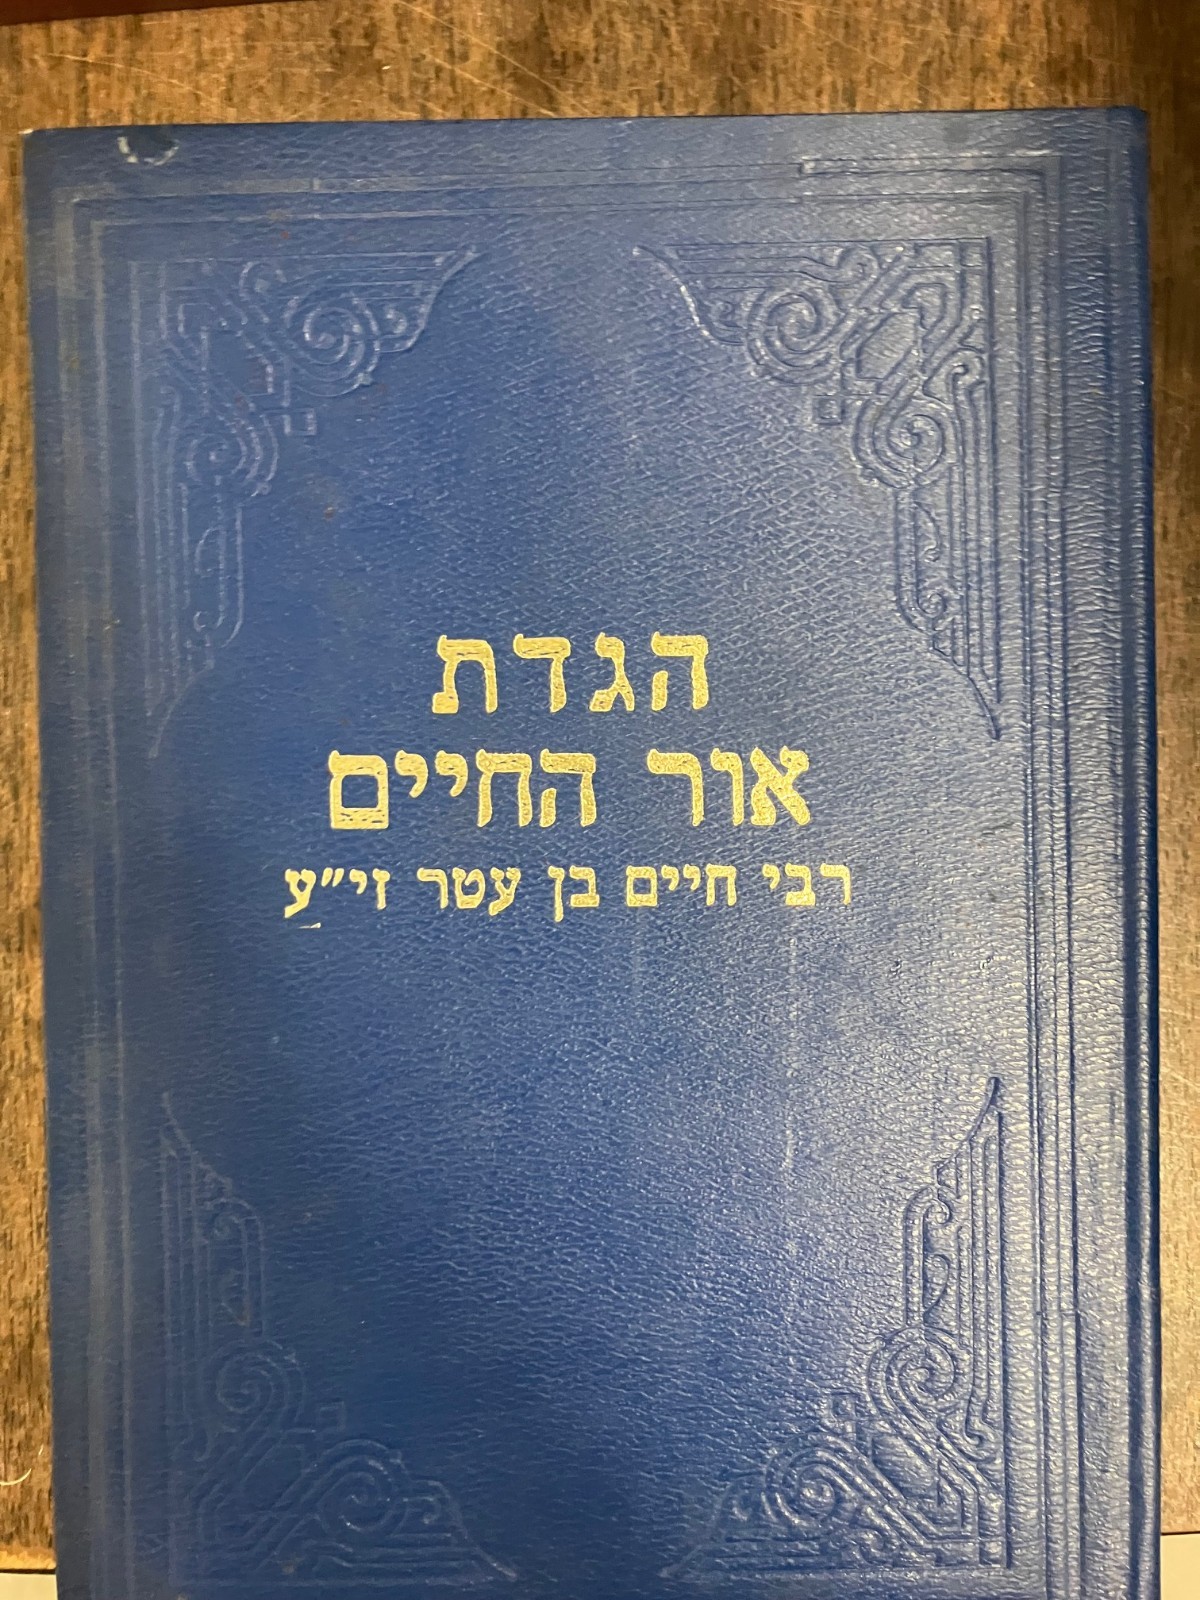 הגדת
אור החיים
רבי חיים בן עטר זי"ע